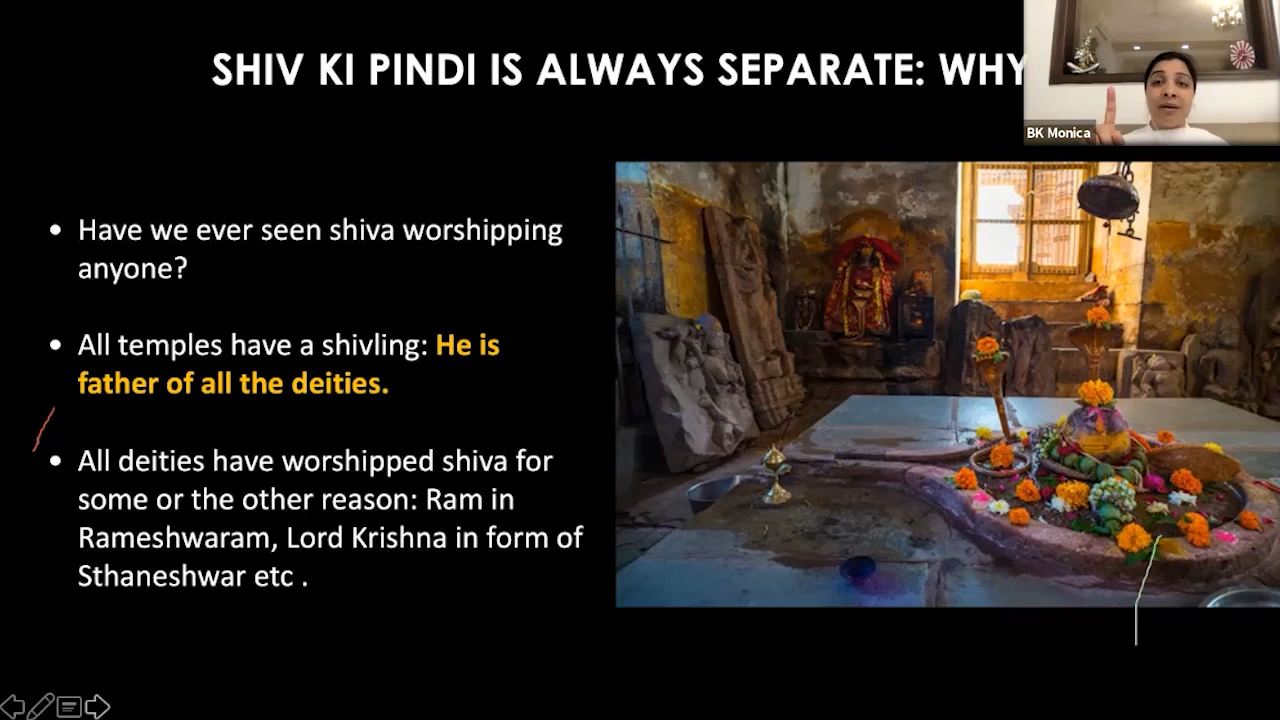 SHIV KI PINDI IS ALWAYS SEPARATE: WHY
BK Monica
• Have we ever seen shiva worshipping
anyone?
• All temples have a shivling: He is
father of all the deities.
• All deities have worshipped shiva for
some or the other reason: Ram in
Rameshwaram, Lord Krishna in form of
Sthaneshwar etc .